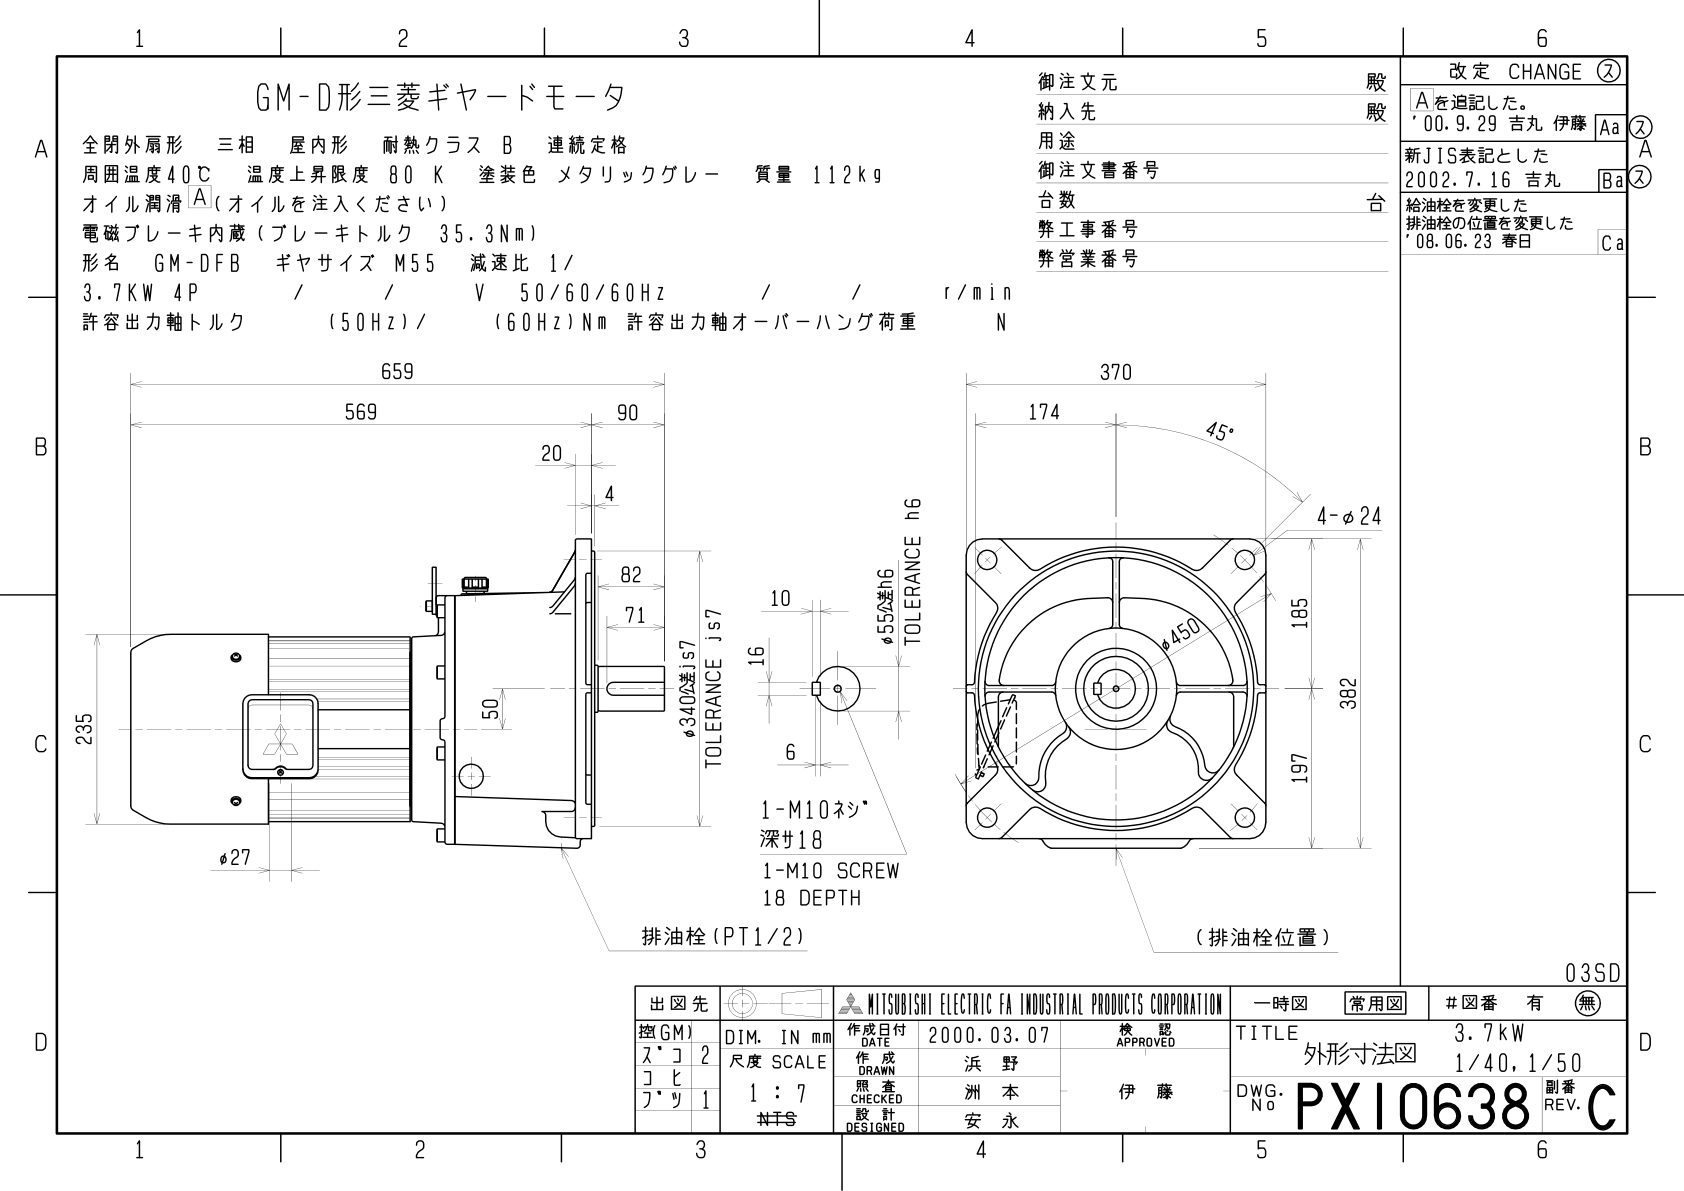 1 2 3 4 5 6
GM-D形三菱ギヤードモータ
全閉外扇形 三相 屋内形 耐熱クラス B 連続定格
周囲温度40℃ 温度上昇限度 80 K 塗装色 メタリックグレー 質量 112kg
オイル潤滑 A (オイルを注入ください)
電磁ブレーキ内蔵(ブレーキトルク 35.3Nm)
形名 GM-DFB ギヤサイズ M55 減速比 1/
3.7KW 4P / / V 50/60/60Hz / / r/min
許容出力軸トルク (50Hz)/ (60Hz)Nm 許容出力軸オーバーハング荷重 N
御注文元 殿
納入先 殿
用途
御注文書番号
台数 台
弊工事番号
弊営業番号
改定 CHANGE ス
Aを追記した。
'00.9.29 吉丸 伊藤 Aa ス
新JIS表記とした
2002.7.16 吉丸 Ba ス
給油栓を変更した
排油栓の位置を変更した
'08.06.23 春日 Ca
A A
B B
C C
D D
659
569 90
20
4
82
71
50
235
φ27
φ340公差js7
TOLERANCE js7
排油栓(PT1/2)
10
16
6
φ55公差h6
TOLERANCE h6
1-M10ネジ
深サ18
1-M10 SCREW
18 DEPTH
370
174
45°
4-φ24
φ450
185
382
197
(排油栓位置)
03SD
出図先
控(GM)
ズコ 2
コヒ
ブツ 1
DIM. IN mm
尺度 SCALE
1 : 7
NTS
MITSUBISHI ELECTRIC FA INDUSTRIAL PRODUCTS CORPORATION
作成日付
DATE
2000.03.07
検 認
APPROVED
作 成
DRAWN
浜 野
照 査
CHECKED
洲 本
伊 藤
設 計
DESIGNED
安 永
一時図 常用図 #図番 有 無
TITLE
外形寸法図
3.7kW
1/40,1/50
DWG.
No
PX10638
副番
REV.
C
1 2 3 4 5 6